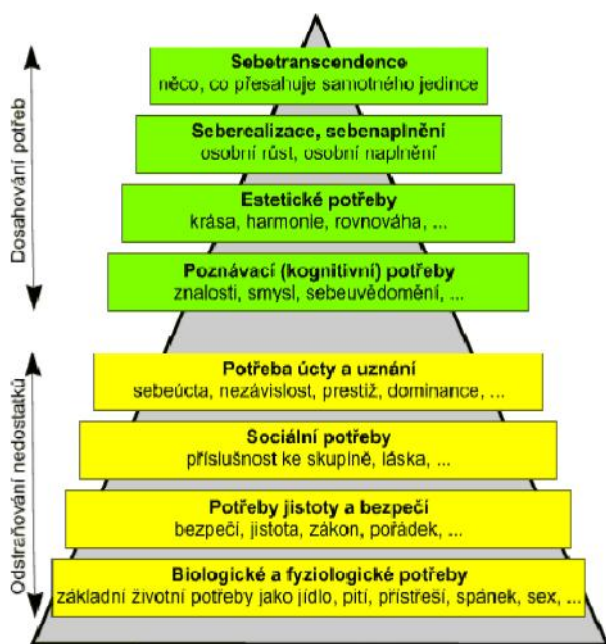 Sebetranscendence
něco, co přesahuje samotného jedince
Seberealizace, sebenaplnění
osobní růst, osobní naplnění
Estetické potřeby
krása, harmonie, rovnováha, ...
Poznávací (kognitivní) potřeby
znalosti, smysl, sebeuvědomění, ...
Dosahování potřeb
Potřeba úcty a uznání
sebeúcta, nezávislost, prestiž, dominance, ...
Sociální potřeby
příslušnost ke skupině, láska, ...
Potřeby jistoty a bezpečí
bezpečí, jistota, zákon, pořádek, ...
Biologické a fyziologické potřeby
základní životní potřeby jako jídlo, pití, přístřeší, spánek, sex, ...
Odstraňování nedostatků